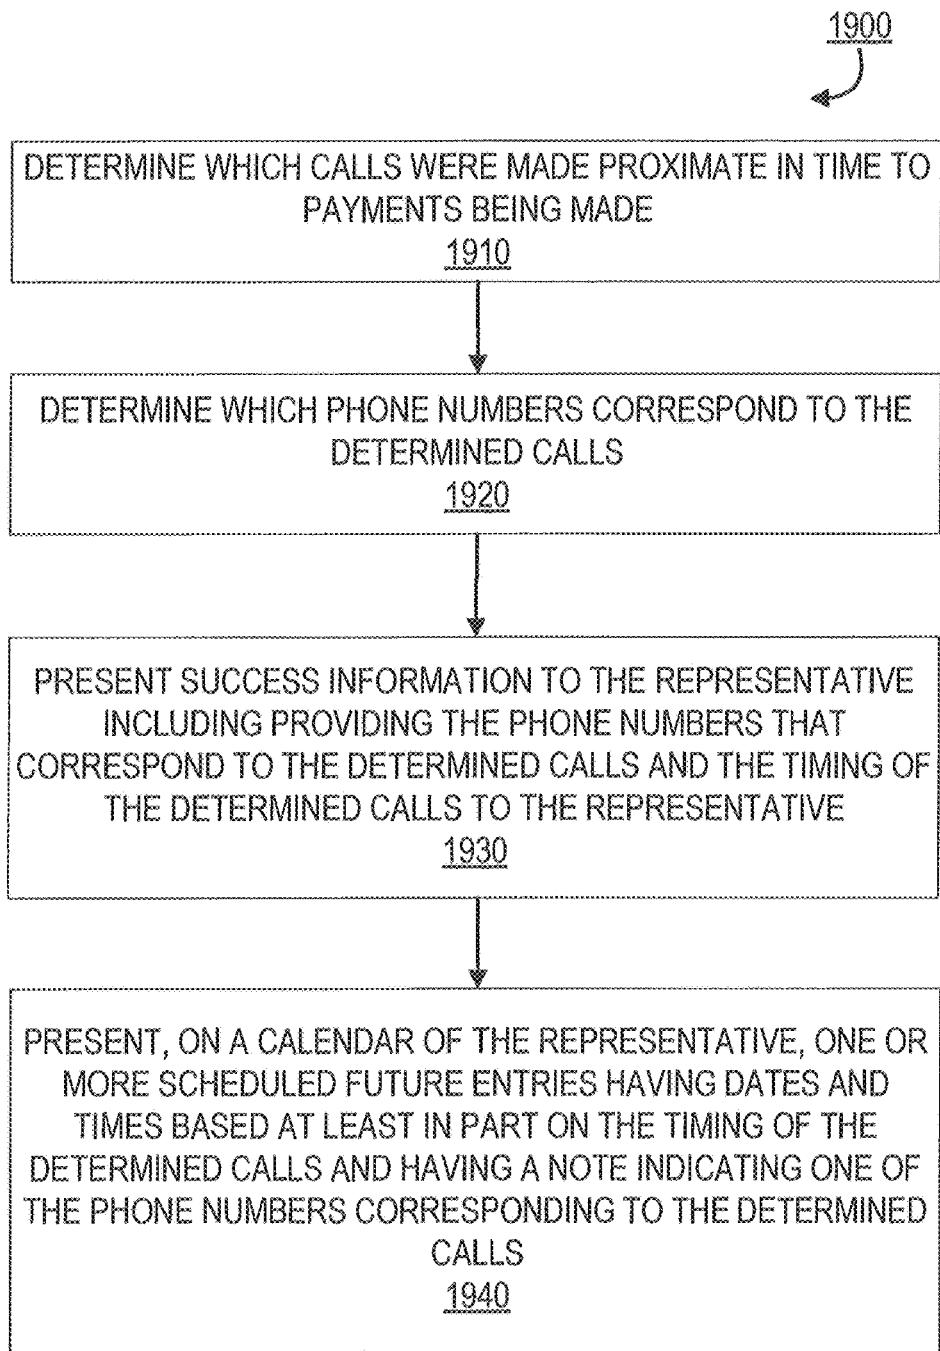 1900
DETERMINE WHICH CALLS WERE MADE PROXIMATE IN TIME TO
PAYMENTS BEING MADE
1910
DETERMINE WHICH PHONE NUMBERS CORRESPOND TO THE
DETERMINED CALLS
1920
PRESENT SUCCESS INFORMATION TO THE REPRESENTATIVE
INCLUDING PROVIDING THE PHONE NUMBERS THAT
CORRESPOND TO THE DETERMINED CALLS AND THE TIMING OF
THE DETERMINED CALLS TO THE REPRESENTATIVE
1930
PRESENT, ON A CALENDAR OF THE REPRESENTATIVE, ONE OR
MORE SCHEDULED FUTURE ENTRIES HAVING DATES AND
TIMES BASED AT LEAST IN PART ON THE TIMING OF THE
DETERMINED CALLS AND HAVING A NOTE INDICATING ONE OF
THE PHONE NUMBERS CORRESPONDING TO THE DETERMINED
CALLS
1940